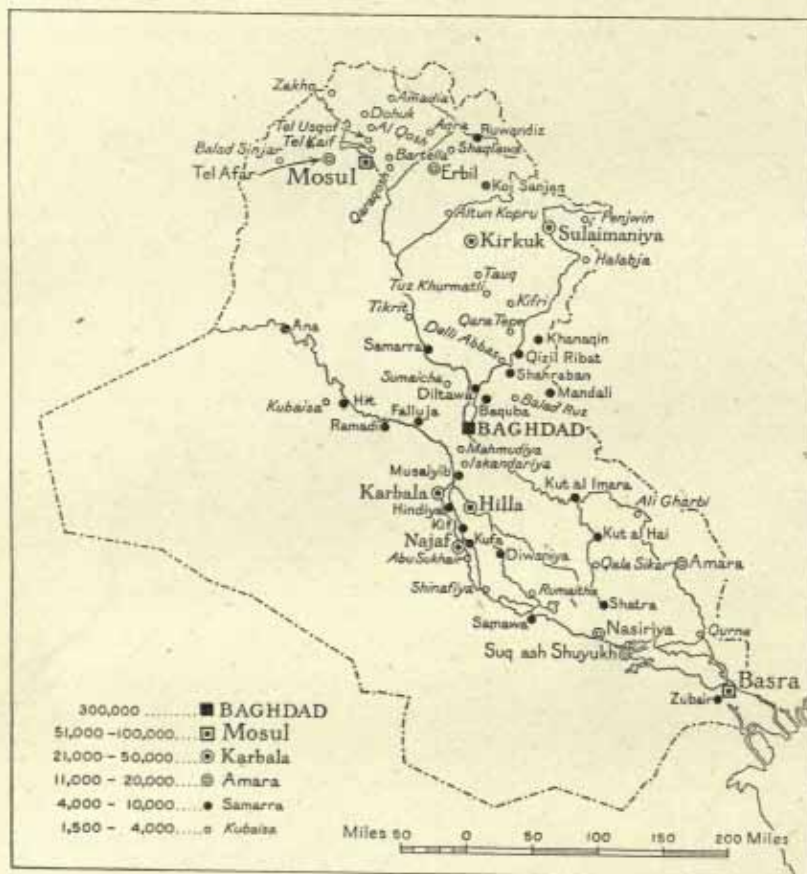 Zakho
Amadia
Dohuk
Tel Usqof
Al Qosh
Aqra
Ruwandiz
Tel Kaif
Balad Sinjar
Bartella
Shaqlawa
Tel Afar
Mosul
Erbil
Qaraqosh
Koi Sanjaq
Altun Kopru
Penjwin
Kirkuk
Sulaimaniya
Halabja
Tauq
Tuz Khurmatli
Kifri
Tikrit
Qara Tepe
Ana
Delli Abbas
Khanaqin
Samarra
Qizil Ribat
Shahraban
Sumaicha
Diltawa
Mandali
Kubaisa
Hit
Baquba
Balad Ruz
Falluja
Ramadi
BAGHDAD
Mahmudiya
Iskandariya
Musaiyib
Kut al Imara
Karbala
Hilla
Ali Gharbi
Hindiya
Kifl
Kut al Hai
Najaf
Kufa
Diwaniya
Abu Sukhair
Qala Sikar
Amara
Shinafiya
Rumaitha
Shatra
Samawa
Nasiriya
Qurna
Suq ash Shuyukh
Basra
Zubair
300,000 ........ BAGHDAD
51,000 – 100,000 ..... Mosul
21,000 – 50,000 ..... Karbala
11,000 – 20,000 ..... Amara
4,000 – 10,000 ..... Samarra
1,500 – 4,000 .... Kubaisa
Miles 50 0 50 100 200 Miles